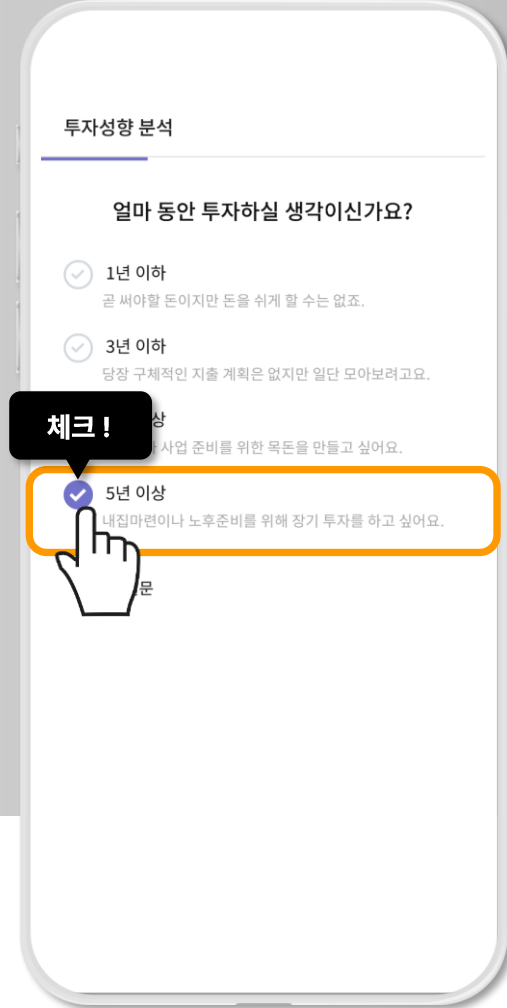 투자성향 분석
얼마 동안 투자하실 생각이신가요?
1년 이하
곧 써야할 돈이지만 돈을 쉬게 할 수는 없죠.
3년 이하
당장 구체적인 지출 계획은 없지만 일단 모아보려고요.
체크 !
사업 준비를 위한 목돈을 만들고 싶어요.
5년 이상
내집마련이나 노후준비를 위해 장기 투자를 하고 싶어요.